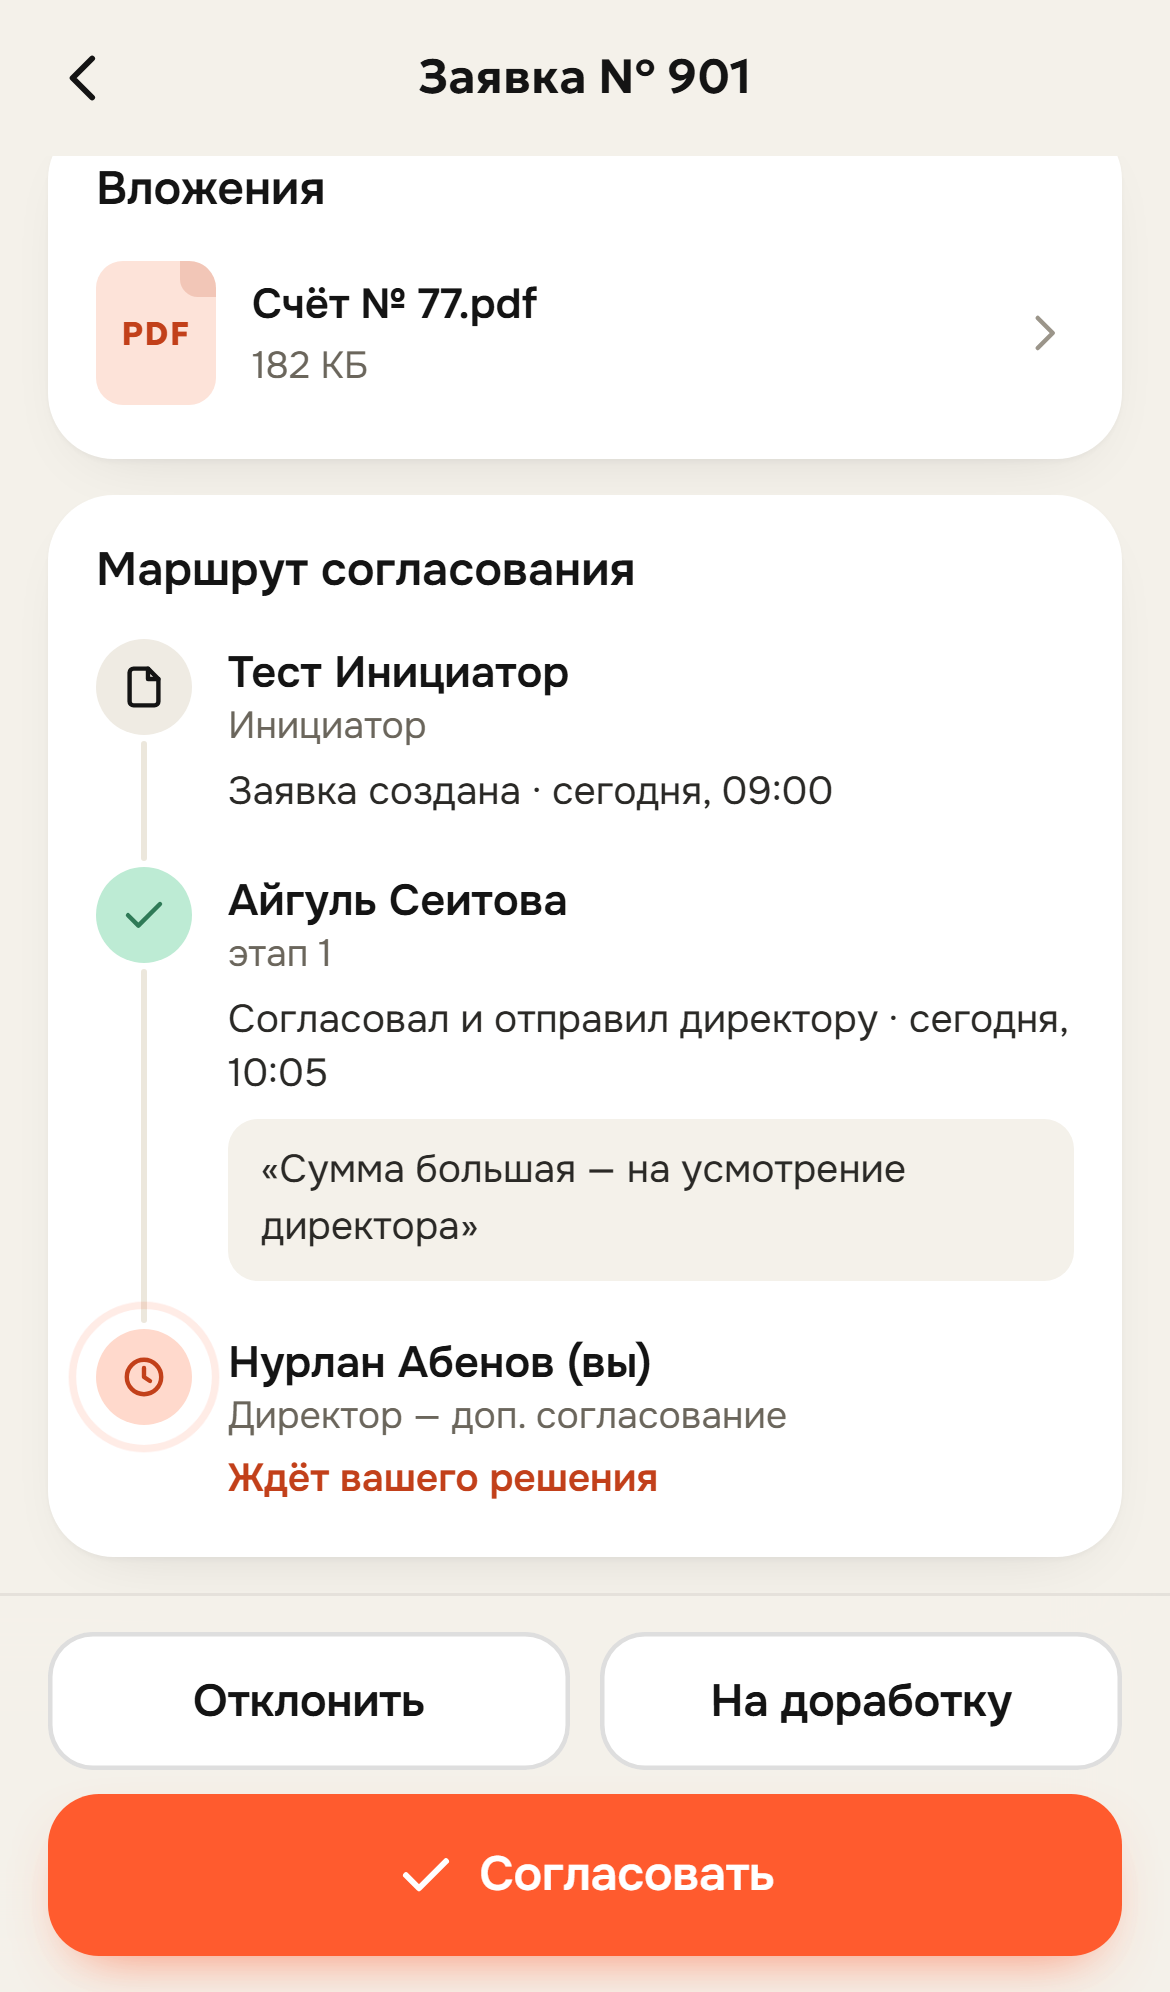 Заявка № 901
Вложения
PDF
Счёт № 77.pdf
182 КБ
Маршрут согласования
Тест Инициатор
Инициатор
Заявка создана · сегодня, 09:00
Айгуль Сеитова
этап 1
Согласовал и отправил директору · сегодня,
10:05
«Сумма большая — на усмотрение
директора»
Нурлан Абенов (вы)
Директор — доп. согласование
Ждёт вашего решения
Отклонить
На доработку
Согласовать